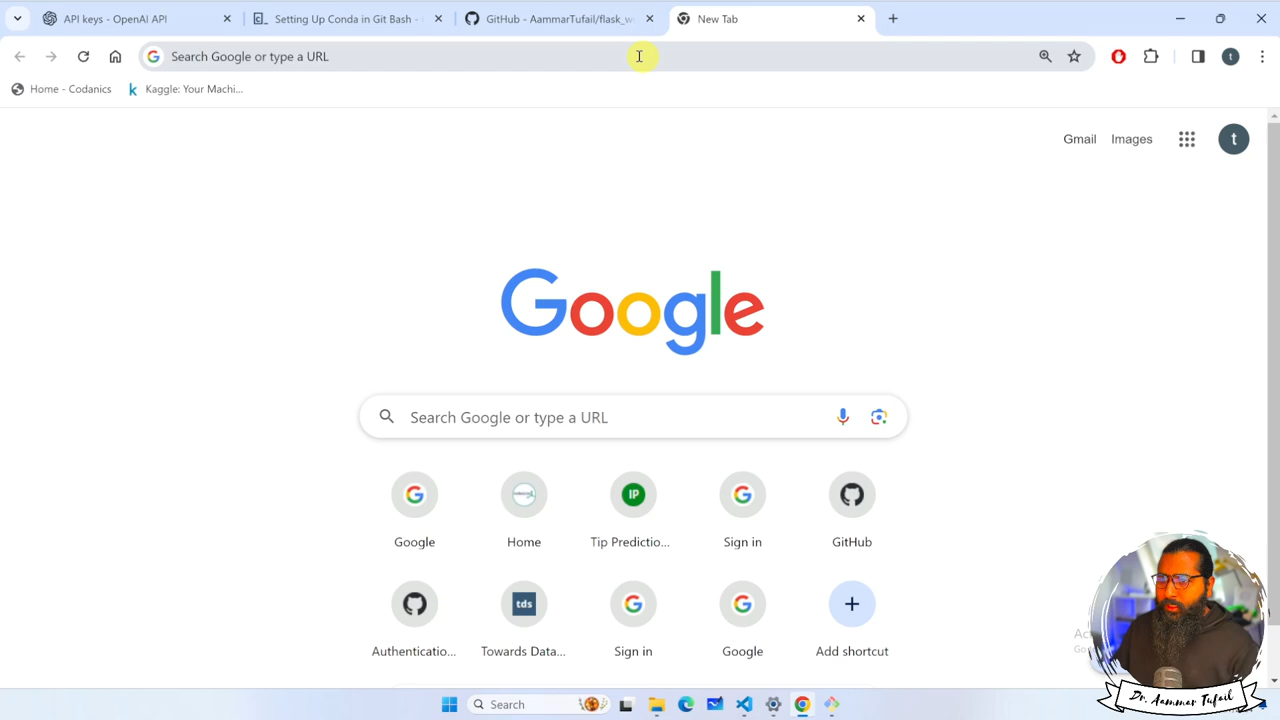 API keys - OpenAI API
Setting Up Conda in Git Bash -
GitHub - AammarTufail/flask_w
New Tab
Search Google or type a URL
Home - Codanics
Kaggle: Your Machi...
Gmail
Images
t
Google
Search Google or type a URL
IP
Google
Home
Tip Predictio...
Sign in
GitHub
tds
Authenticatio...
Towards Data...
Sign in
Google
Add shortcut
Search
Dr. Aammar Tufail